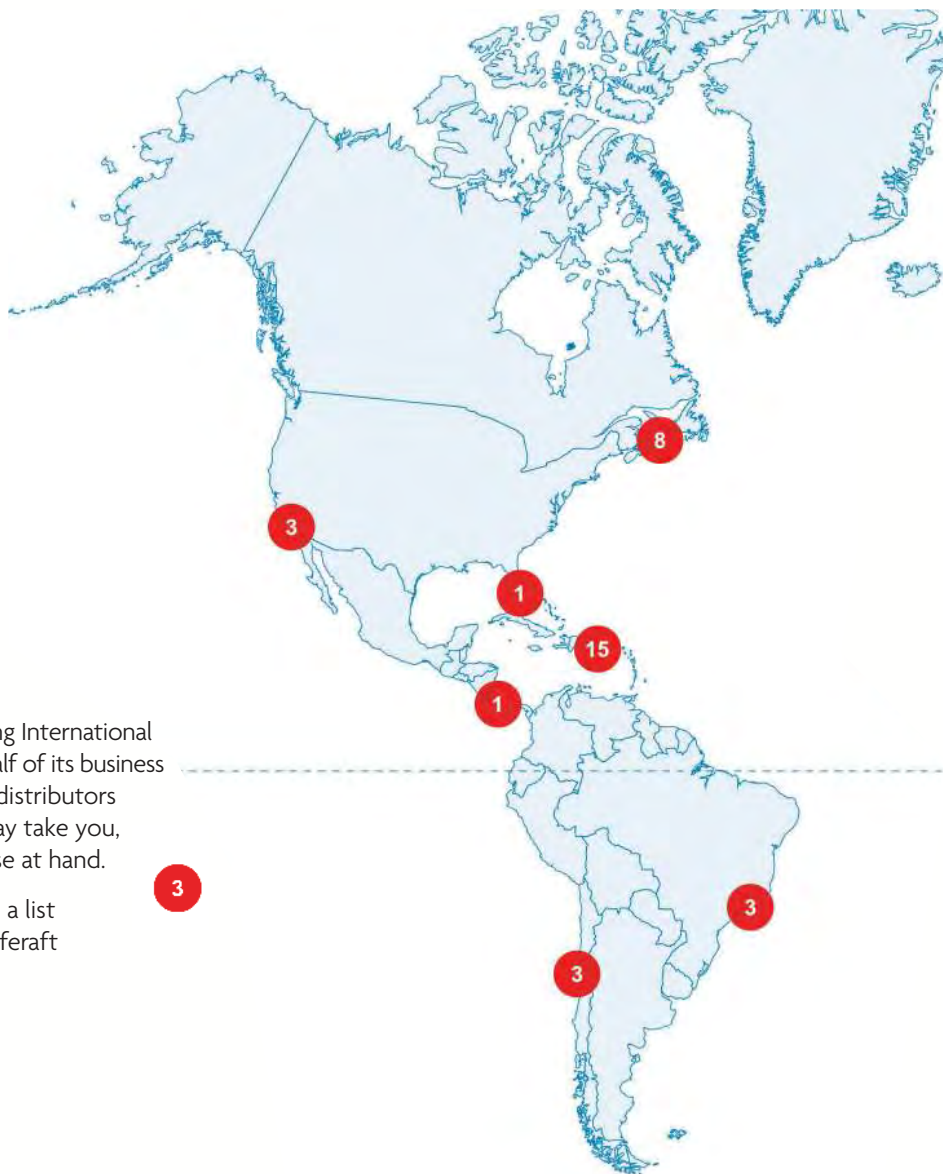 8
3
1
15
1
ng International
alf of its business
distributors
ay take you,
se at hand.
3
a list
feraft
3
3